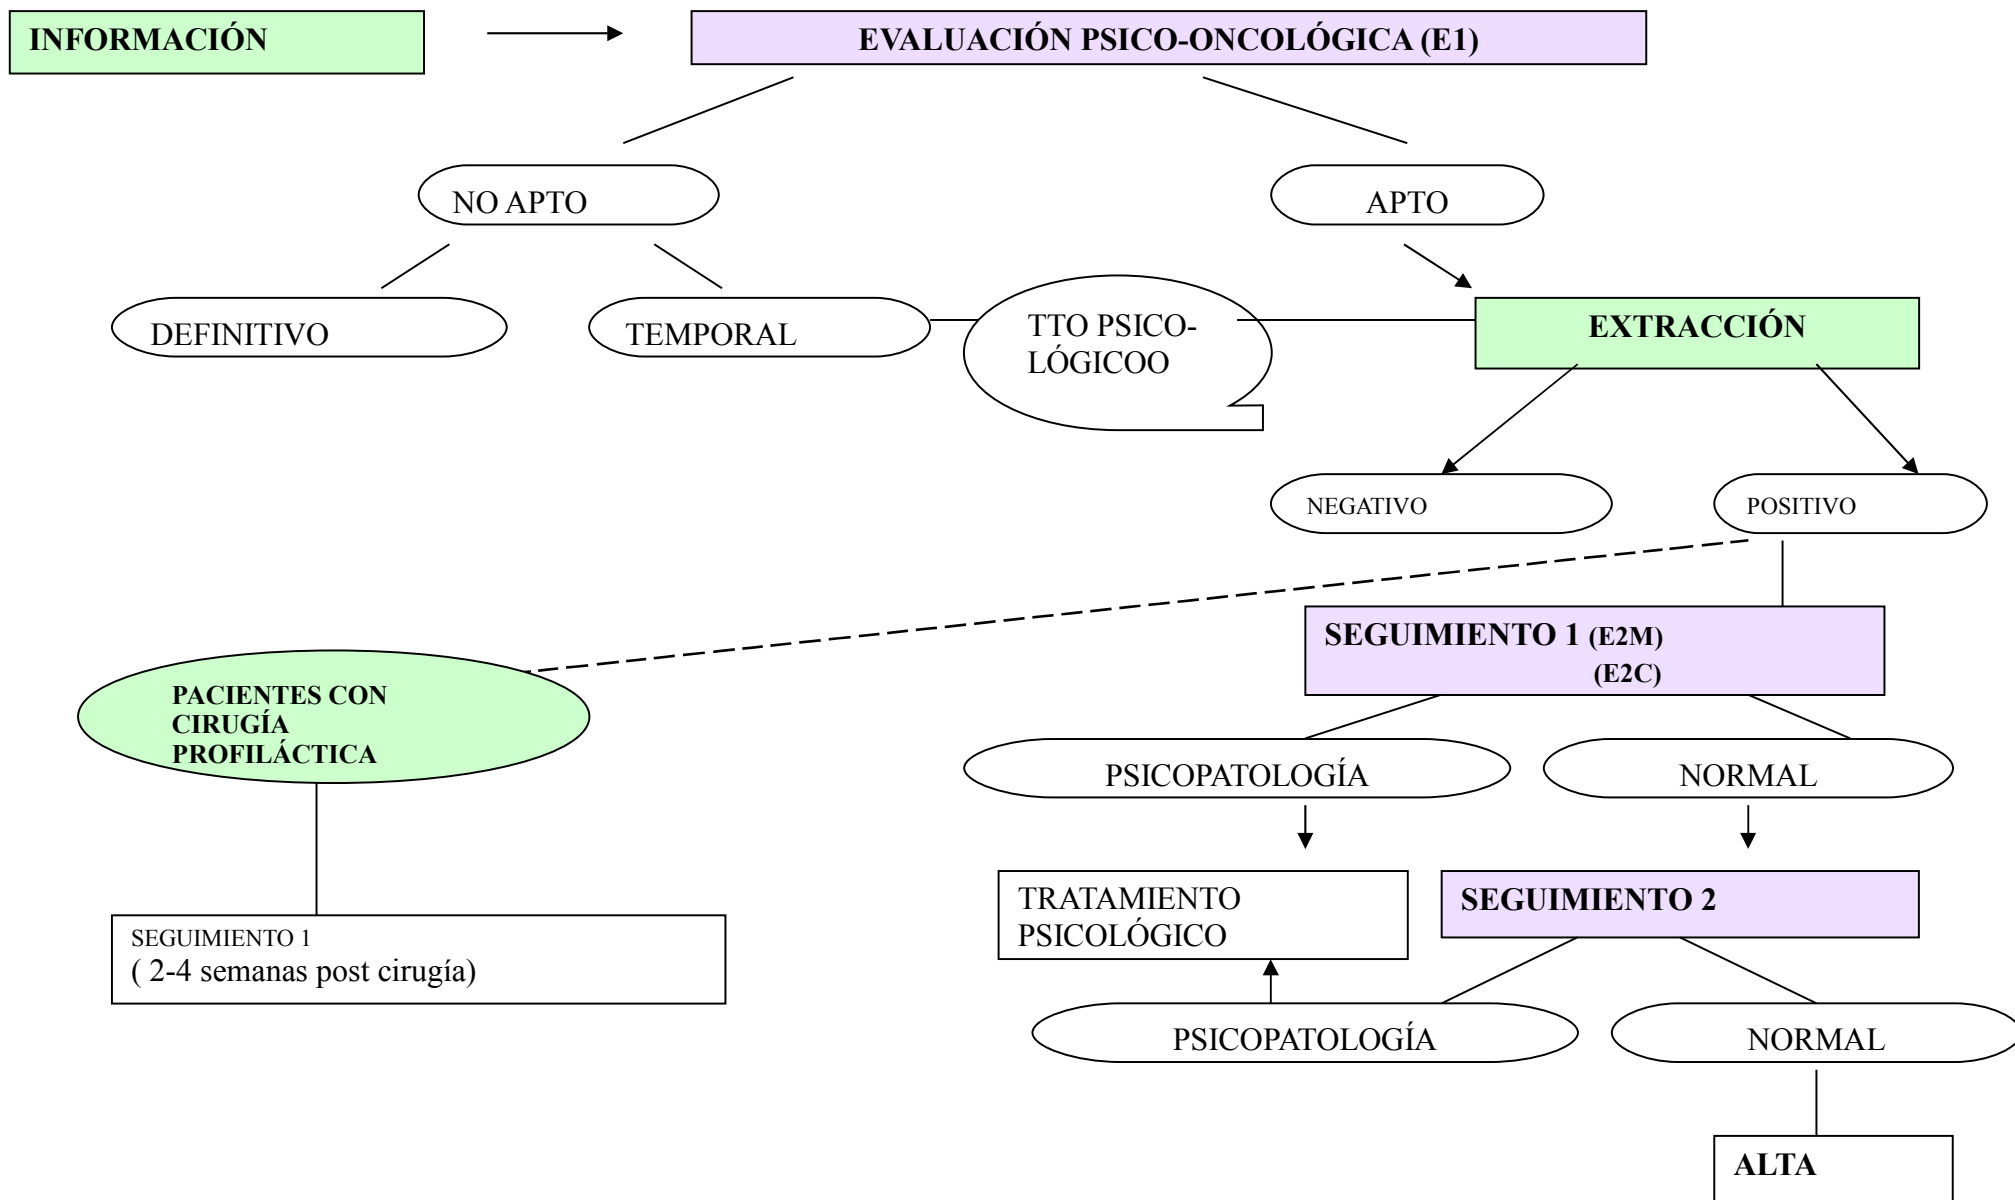 INFORMACIÓN
EVALUACIÓN PSICO-ONCOLÓGICA (E1)
NO APTO
APTO
DEFINITIVO
TEMPORAL
TTO PSICO-
LÓGICOO
EXTRACCIÓN
NEGATIVO
POSITIVO
SEGUIMIENTO 1 (E2M)
(E2C)
PACIENTES CON
CIRUGÍA
PROFILÁCTICA
PSICOPATOLOGÍA
NORMAL
TRATAMIENTO
PSICOLÓGICO
SEGUIMIENTO 2
SEGUIMIENTO 1
( 2-4 semanas post cirugía)
PSICOPATOLOGÍA
NORMAL
ALTA